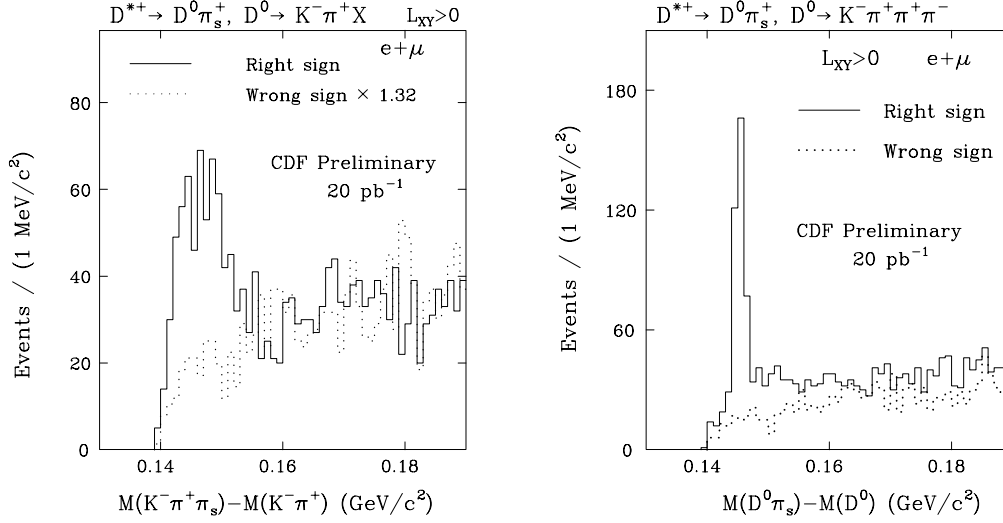 D*⁺→ D⁰πₛ⁺, D⁰→ K⁻π⁺X L_XY>0
e+μ
Right sign
Wrong sign × 1.32
CDF Preliminary
20 pb⁻¹
Events / (1 MeV/c²)
80
60
40
20
0
0.14 0.16 0.18
M(K⁻π⁺πₛ)−M(K⁻π⁺) (GeV/c²)
D*⁺→ D⁰πₛ⁺, D⁰→K⁻π⁺π⁺π⁻
L_XY>0 e+μ
Right sign
Wrong sign
CDF Preliminary
20 pb⁻¹
Events / (1 MeV/c²)
180
120
60
0
0.14 0.16 0.18
M(D⁰πₛ)−M(D⁰) (GeV/c²)